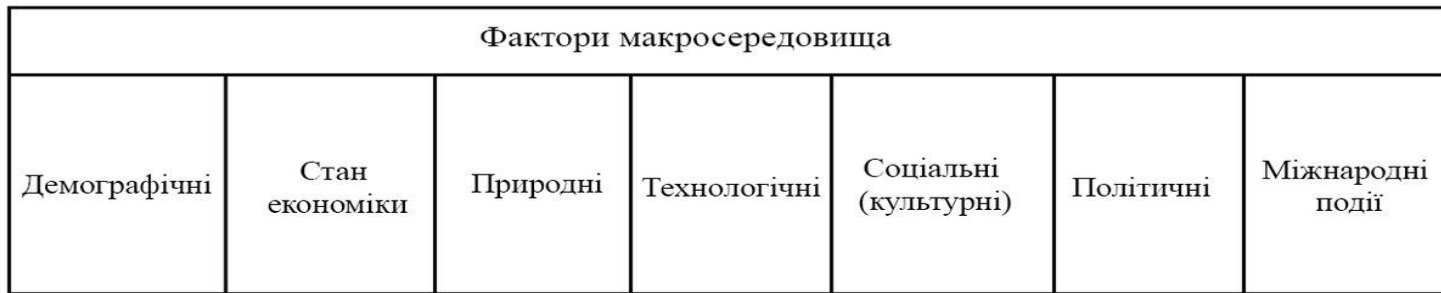 Фактори макросередовища
Демографічні
Стан
економіки
Природні
Технологічні
Соціальні
(культурні)
Політичні
Міжнародні
події